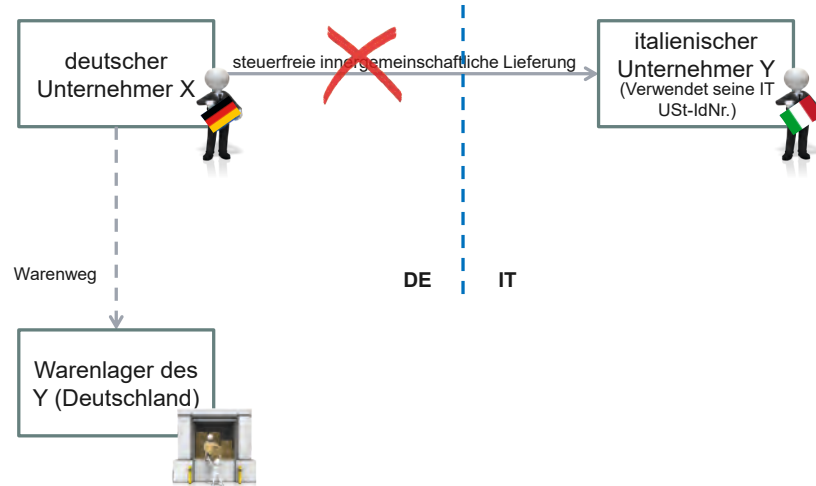 deutscher
Unternehmer X
steuerfreie innergemeinschaftliche Lieferung
italienischer
Unternehmer Y
(Verwendet seine IT
USt-IdNr.)
Warenweg
DE
IT
Warenlager des
Y (Deutschland)